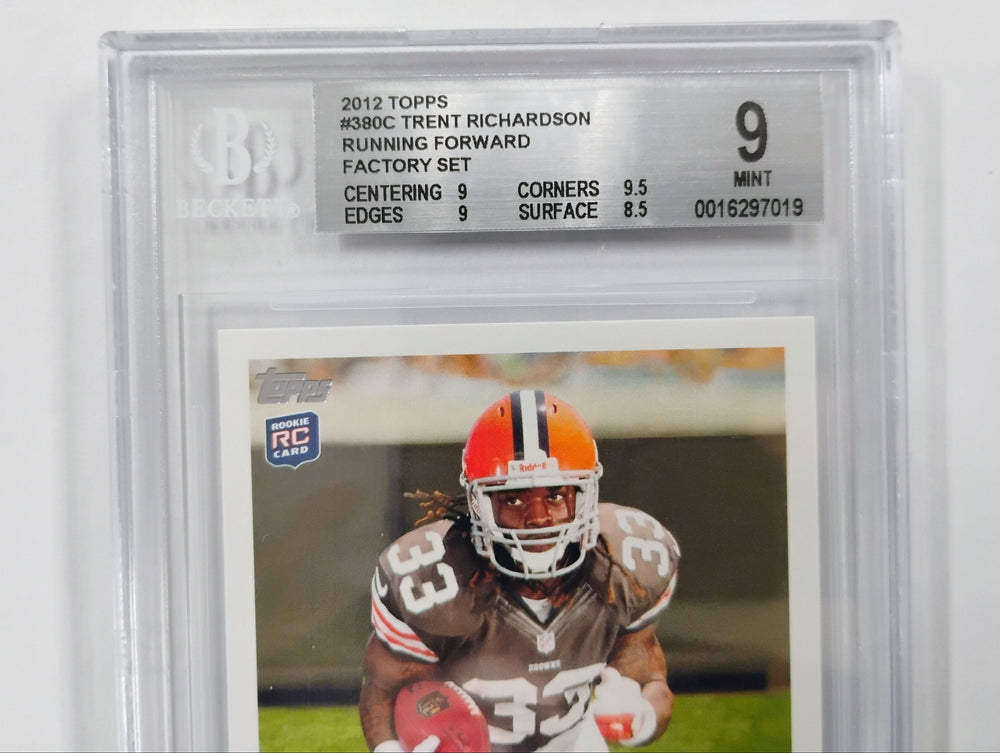 2012 TOPPS
#380C TRENT RICHARDSON
RUNNING FORWARD
FACTORY SET
CENTERING 9 CORNERS 9.5
EDGES 9 SURFACE 8.5
9
MINT
0016297019
B
BECKETT®
Topps
ROOKIE
RC
CARD
Riddell
33
33
BROWNS
33